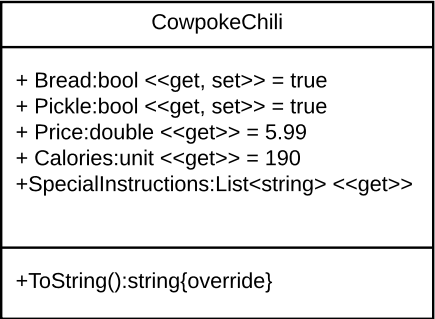 CowpokeChili
+ Bread:bool <<get, set>> = true
+ Pickle:bool <<get, set>> = true
+ Price:double <<get>> = 5.99
+ Calories:unit <<get>> = 190
+SpecialInstructions:List<string> <<get>>
+ToString():string{override}